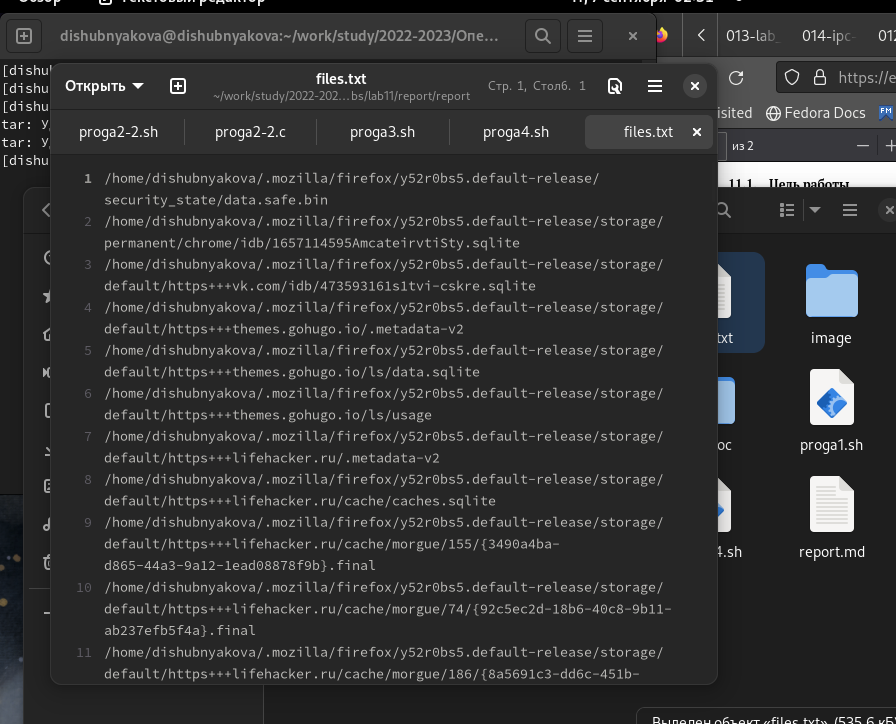 Обзор
Текстовый редактор
dishubnyakova@dishubnyakova:~/work/study/2022-2023/Опе...
013-lab_
014-ipc-
012
[dishu
[dishu
[dishu
[dishu
tar: У
tar: У
[dishu
https://e
isited
Fedora Docs
FM
из 2
11.1.
Цель работы
Открыть
files.txt
~/work/study/2022-202…bs/lab11/report/report
Стр. 1, Столб. 1
proga2-2.sh
proga2-2.c
proga3.sh
proga4.sh
files.txt
1 /home/dishubnyakova/.mozilla/firefox/y52r0bs5.default-release/
security_state/data.safe.bin
2 /home/dishubnyakova/.mozilla/firefox/y52r0bs5.default-release/storage/
permanent/chrome/idb/1657114595AmcateirvtiSty.sqlite
3 /home/dishubnyakova/.mozilla/firefox/y52r0bs5.default-release/storage/
default/https+++vk.com/idb/473593161s1tvi-cskre.sqlite
4 /home/dishubnyakova/.mozilla/firefox/y52r0bs5.default-release/storage/
default/https+++themes.gohugo.io/.metadata-v2
5 /home/dishubnyakova/.mozilla/firefox/y52r0bs5.default-release/storage/
default/https+++themes.gohugo.io/ls/data.sqlite
6 /home/dishubnyakova/.mozilla/firefox/y52r0bs5.default-release/storage/
default/https+++themes.gohugo.io/ls/usage
7 /home/dishubnyakova/.mozilla/firefox/y52r0bs5.default-release/storage/
default/https+++lifehacker.ru/.metadata-v2
8 /home/dishubnyakova/.mozilla/firefox/y52r0bs5.default-release/storage/
default/https+++lifehacker.ru/cache/caches.sqlite
9 /home/dishubnyakova/.mozilla/firefox/y52r0bs5.default-release/storage/
default/https+++lifehacker.ru/cache/morgue/155/{3490a4ba-
d865-44a3-9a12-1ead08878f9b}.final
10 /home/dishubnyakova/.mozilla/firefox/y52r0bs5.default-release/storage/
default/https+++lifehacker.ru/cache/morgue/74/{92c5ec2d-18b6-40c8-9b11-
ab237efb5f4a}.final
11 /home/dishubnyakova/.mozilla/firefox/y52r0bs5.default-release/storage/
default/https+++lifehacker.ru/cache/morgue/186/{8a5691c3-dd6c-451b-
txt
image
oc
proga1.sh
4.sh
report.md
Выделен объект «files.txt» (535,6 кБ